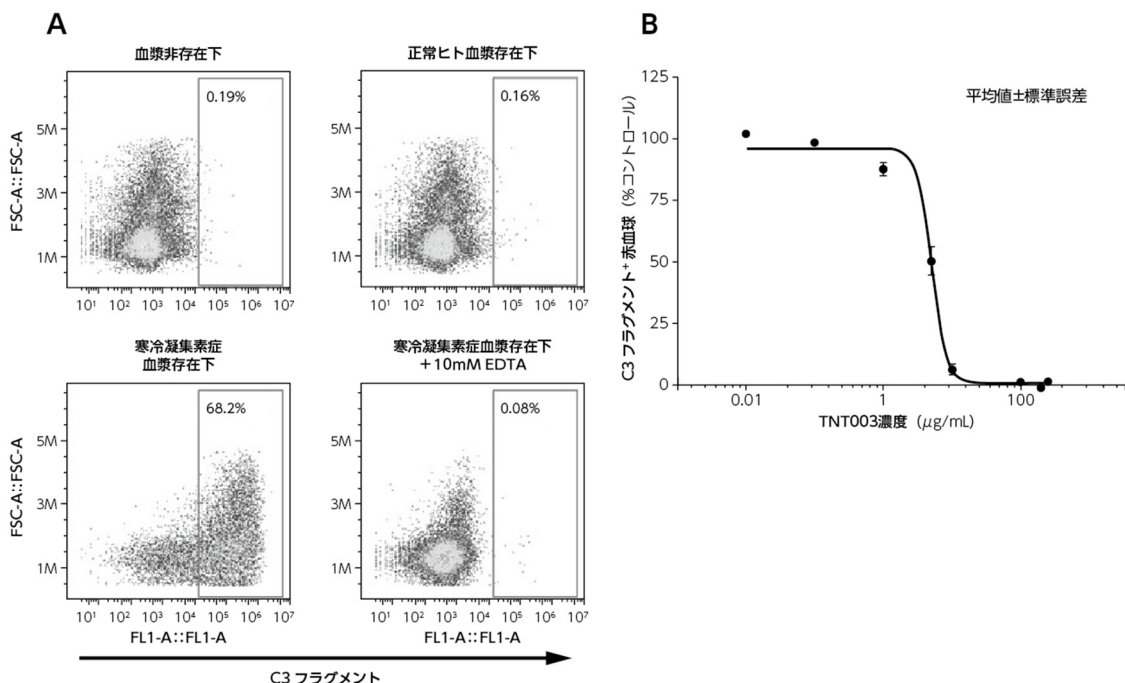 A
血漿非存在下
0.19%
FSC-A::FSC-A
5M
3M
1M
10¹ 10² 10³ 10⁴ 10⁵ 10⁶ 10⁷
正常ヒト血漿存在下
0.16%
5M
3M
1M
10¹ 10² 10³ 10⁴ 10⁵ 10⁶ 10⁷
寒冷凝集素症
血漿存在下
68.2%
FSC-A::FSC-A
5M
3M
1M
10¹ 10² 10³ 10⁴ 10⁵ 10⁶ 10⁷
FL1-A::FL1-A
寒冷凝集素症血漿存在下
+10mM EDTA
0.08%
5M
3M
1M
10¹ 10² 10³ 10⁴ 10⁵ 10⁶ 10⁷
FL1-A::FL1-A
C3 フラグメント
B
平均値±標準誤差
C3 フラグメント⁺ 赤血球(%コントロール)
125
100
75
50
25
0
0.01 1 100
TNT003濃度(μg/mL)